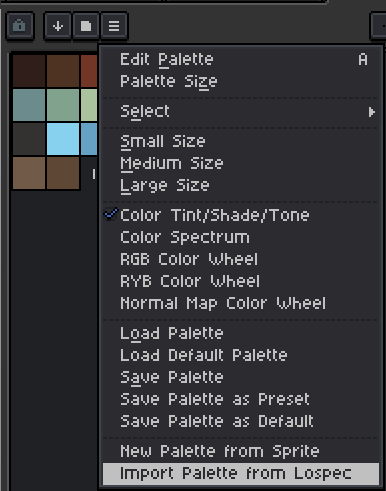 Edit Palette A
Palette Size
Select
Small Size
Medium Size
Large Size
Color Tint/Shade/Tone
Color Spectrum
RGB Color Wheel
RYB Color Wheel
Normal Map Color Wheel
Load Palette
Load Default Palette
Save Palette
Save Palette as Preset
Save Palette as Default
New Palette from Sprite
Import Palette from Lospec